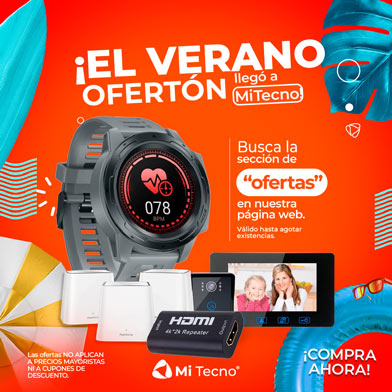 ¡EL VERANO
OFERTÓN
llegó a
MiTecno!
Busca la
sección de
"ofertas"
en nuestra
página web.
Válido hasta agotar
existencias.
078
BPM
HDMI
4k*2k Repeater
Las ofertas NO APLICAN
A PRECIOS MAYORISTAS
NI A CUPONES DE
DESCUENTO.
Mi Tecno®
¡COMPRA
AHORA!